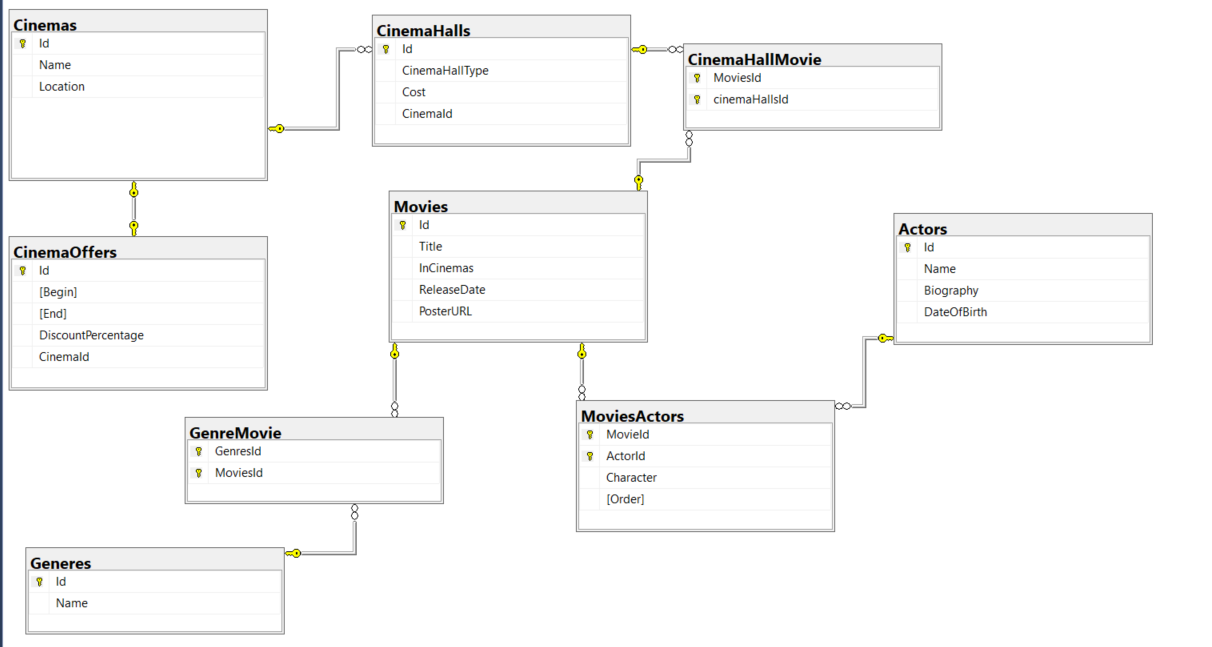 Cinemas
Id
Name
Location
CinemaHalls
Id
CinemaHallType
Cost
CinemaId
CinemaHallMovie
MoviesId
cinemaHallsId
Movies
Id
Title
InCinemas
ReleaseDate
PosterURL
Actors
Id
Name
Biography
DateOfBirth
CinemaOffers
Id
[Begin]
[End]
DiscountPercentage
CinemaId
GenreMovie
GenresId
MoviesId
MoviesActors
MovieId
ActorId
Character
[Order]
Generes
Id
Name